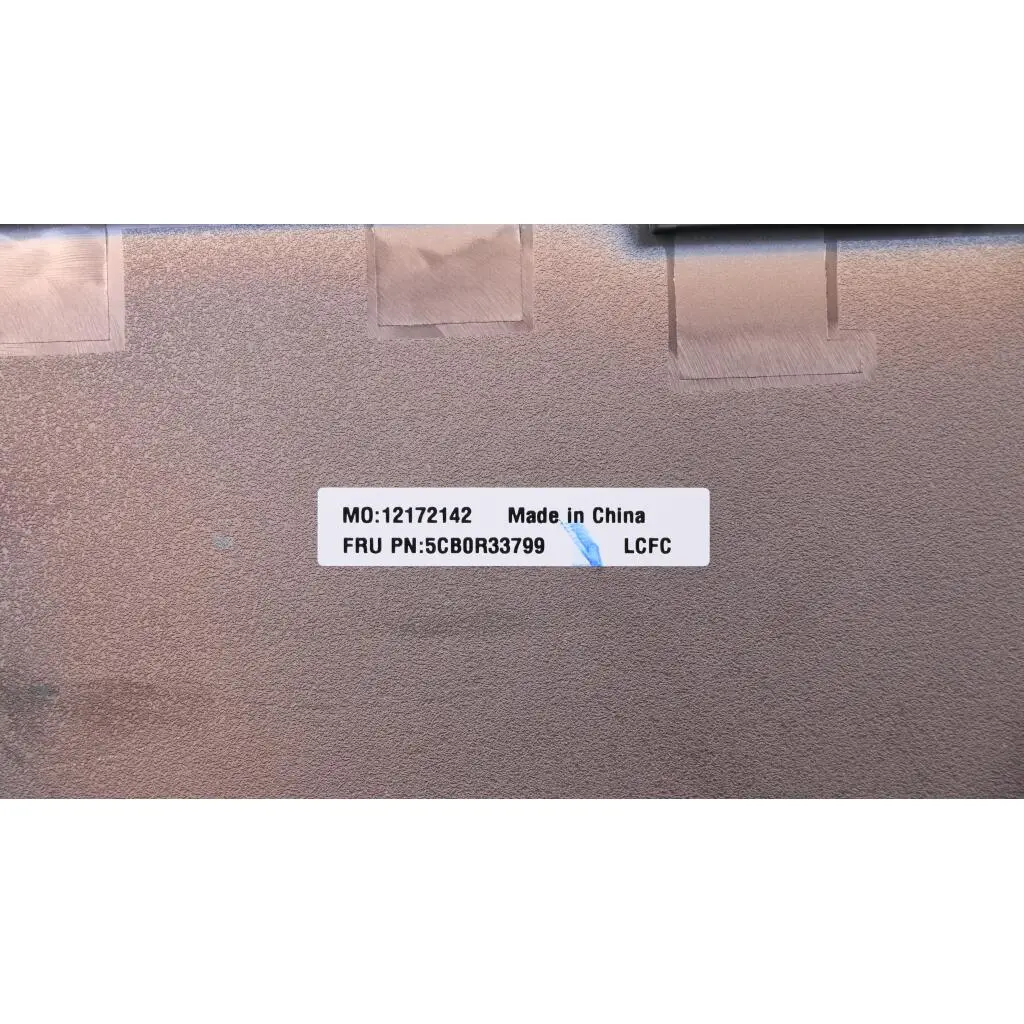 MO:12172142 Made in China
FRU PN:5CB0R33799 LCFC